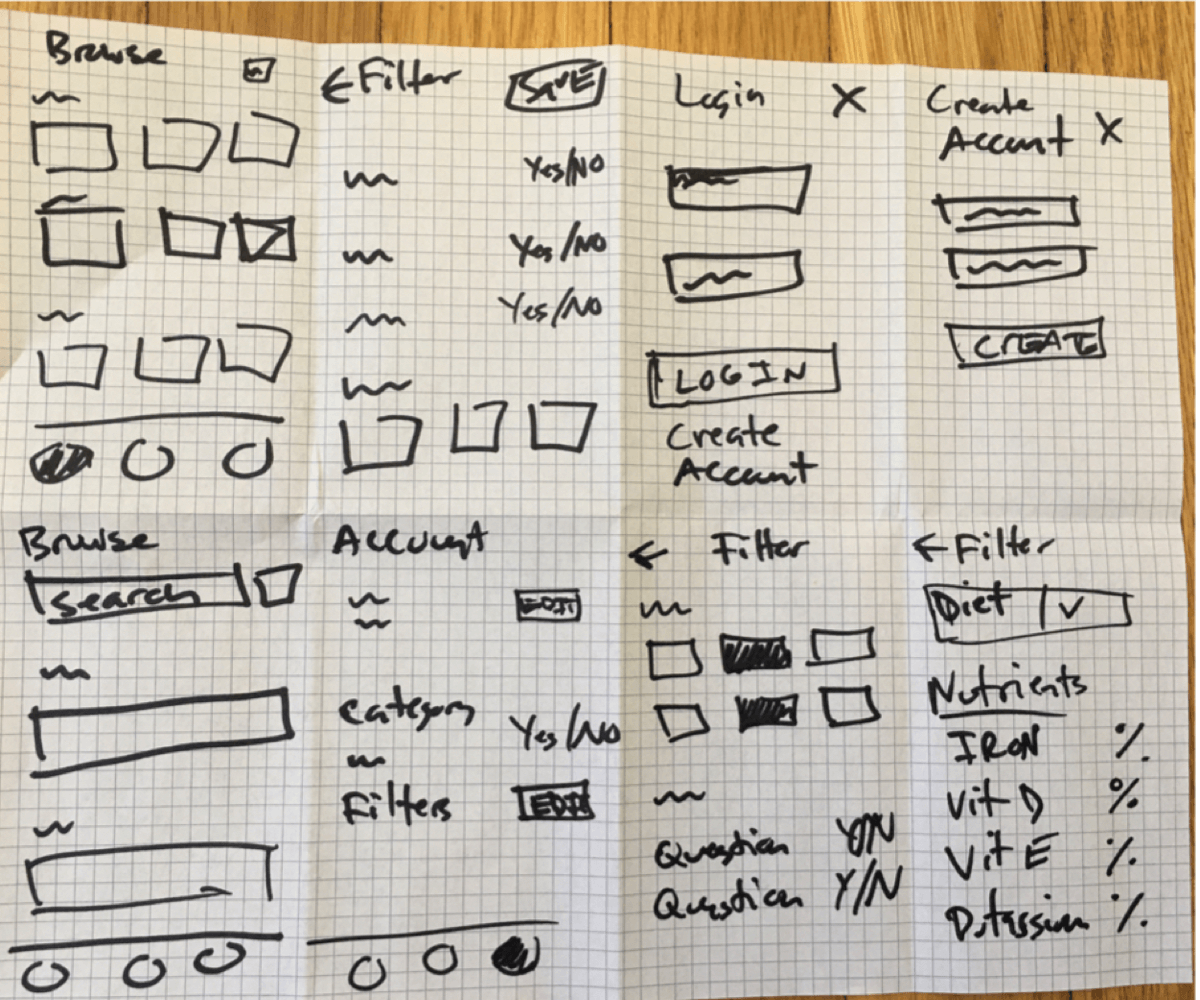 Browse
← Filter
SAVE
Yes/No
Yes/No
Yes/No
Login X
LOGIN
Create
Account
Create
Account X
CREATE
Browse
Search
Account
EDIT
Category
Yes/No
Filters
EDIT
← Filter
Question Y/N
Question Y/N
← Filter
Diet
Nutrients
IRON %
Vit D %
Vit E %
Potassium %